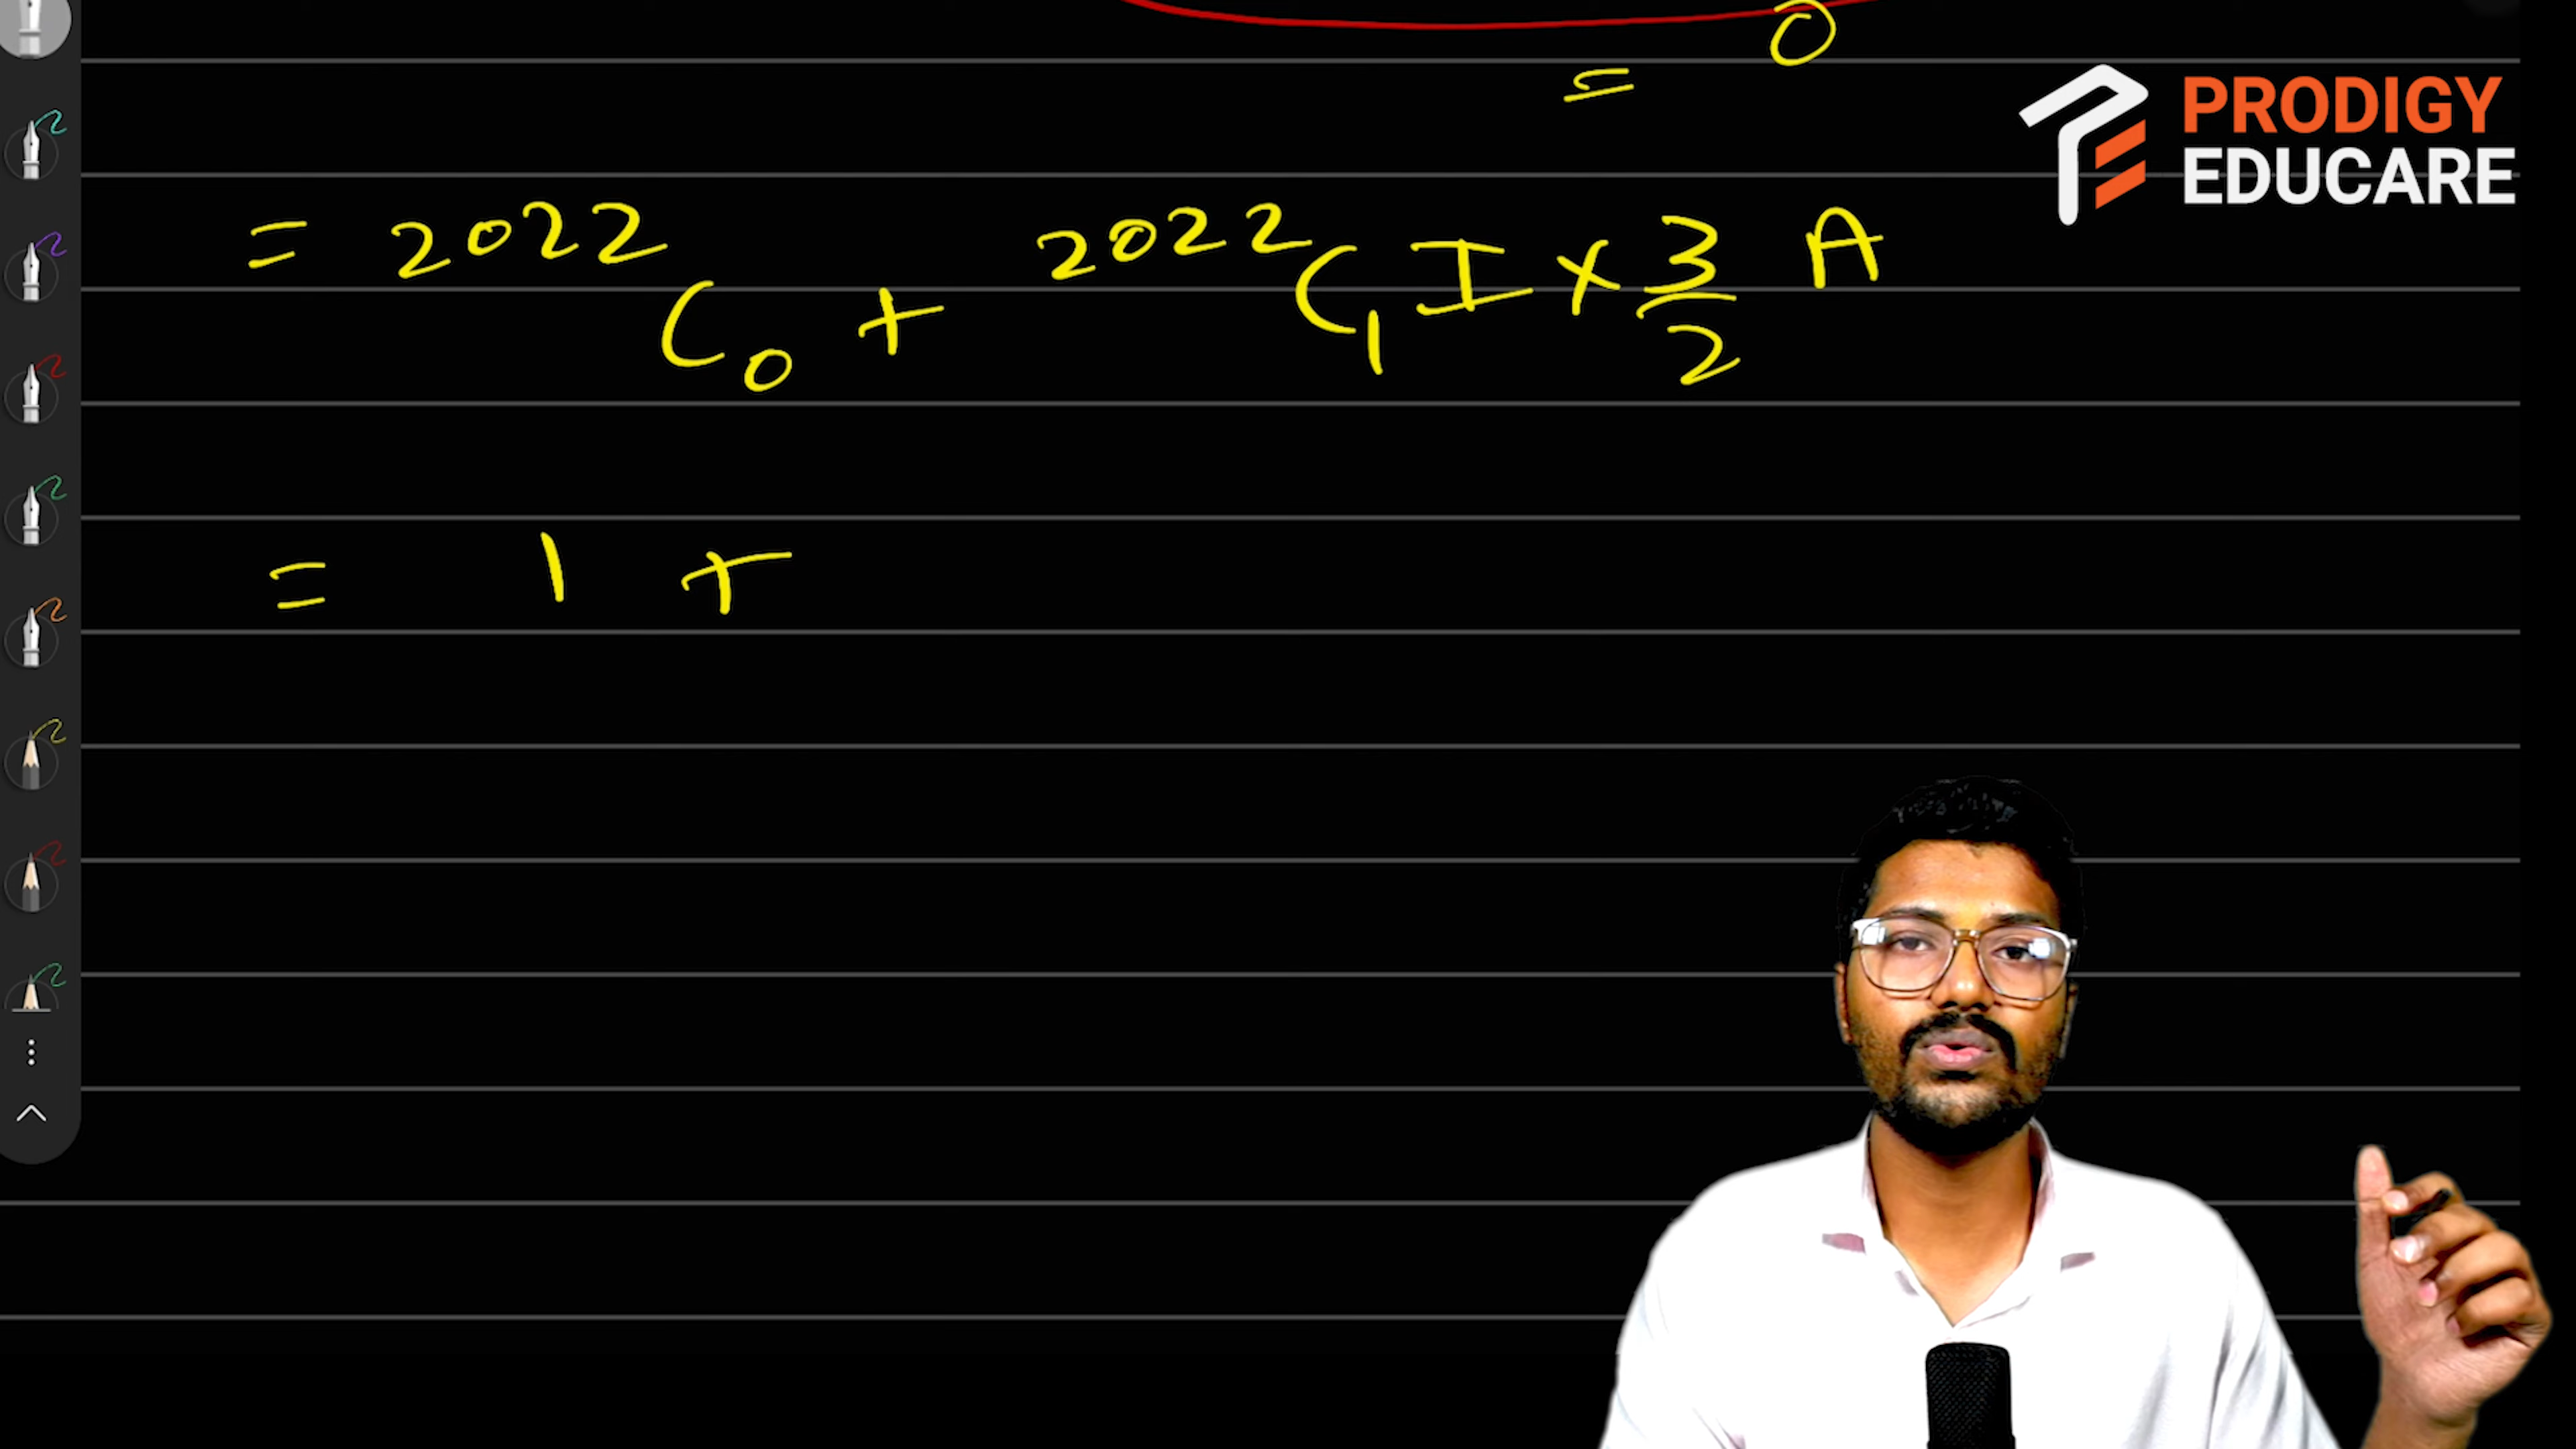 = 0
PRODIGY
EDUCARE
= ²⁰²²C₀ + ²⁰²²C₁ I × 3/2 A
= 1 +